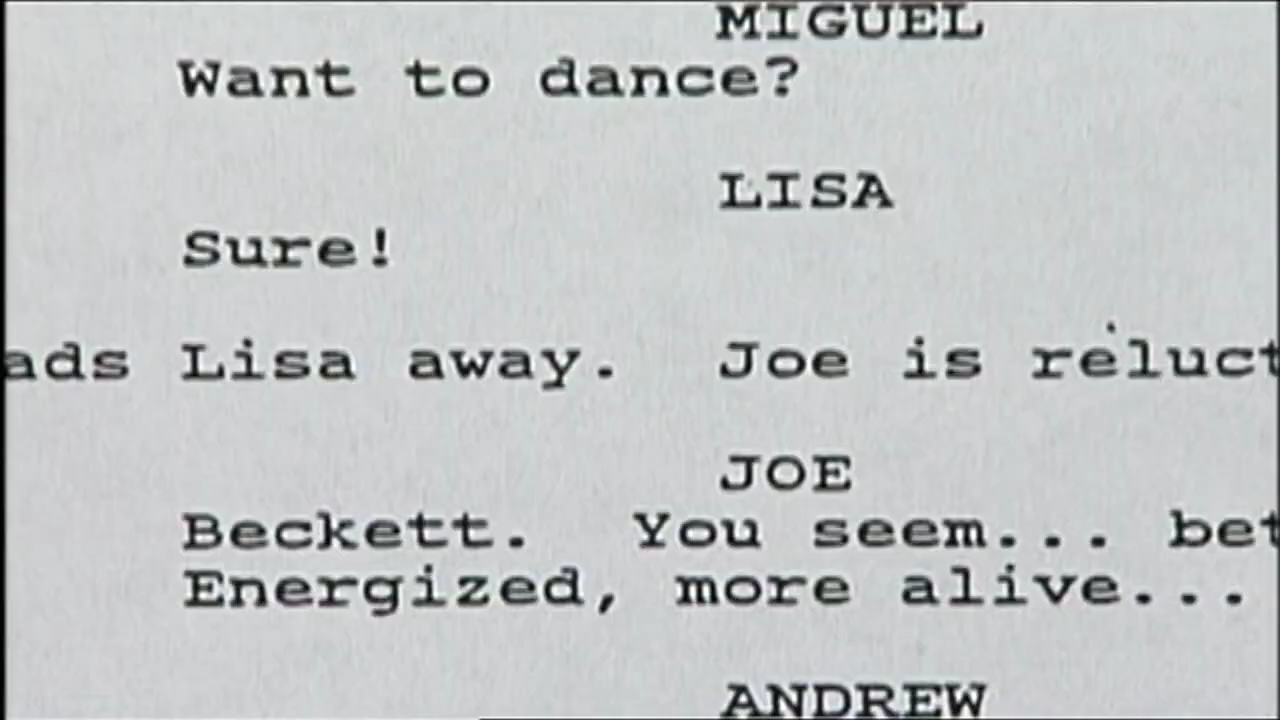 MIGUEL
Want to dance?
LISA
Sure!
ads Lisa away. Joe is reluct
JOE
Beckett. You seem... bet
Energized, more alive...
ANDREW